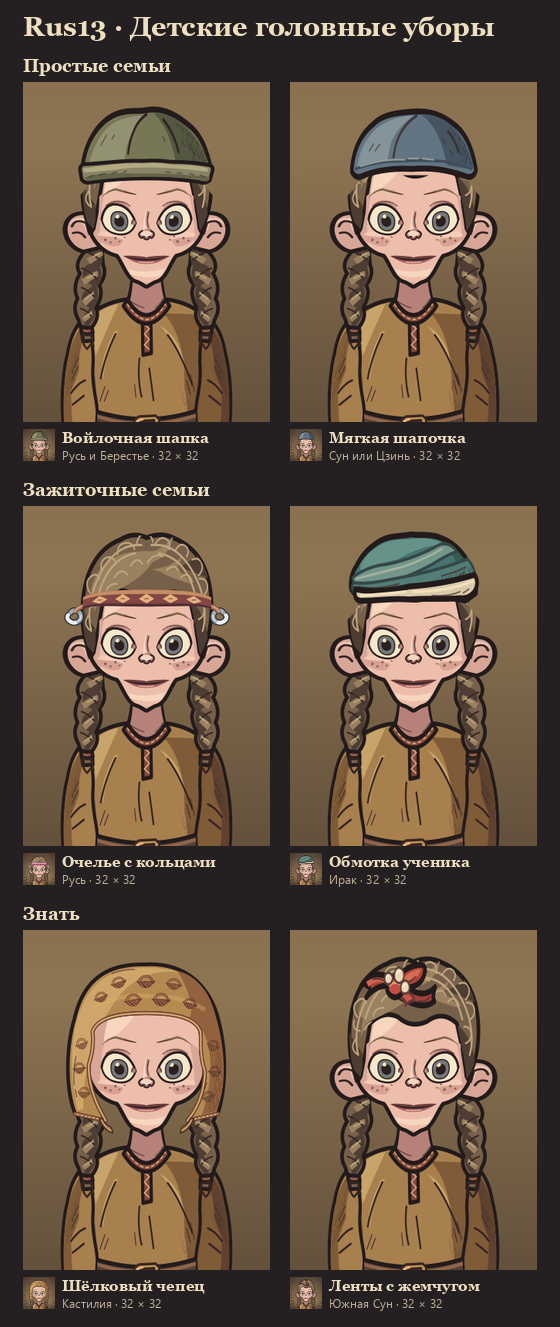 Rus13 · Детские головные уборы
Простые семьи
Войлочная шапка
Русь и Берестье · 32 × 32
Мягкая шапочка
Сун или Цзинь · 32 × 32
Зажиточные семьи
Очелье с кольцами
Русь · 32 × 32
Обмотка ученика
Ирак · 32 × 32
Знать
Шёлковый чепец
Кастилия · 32 × 32
Ленты с жемчугом
Южная Сун · 32 × 32